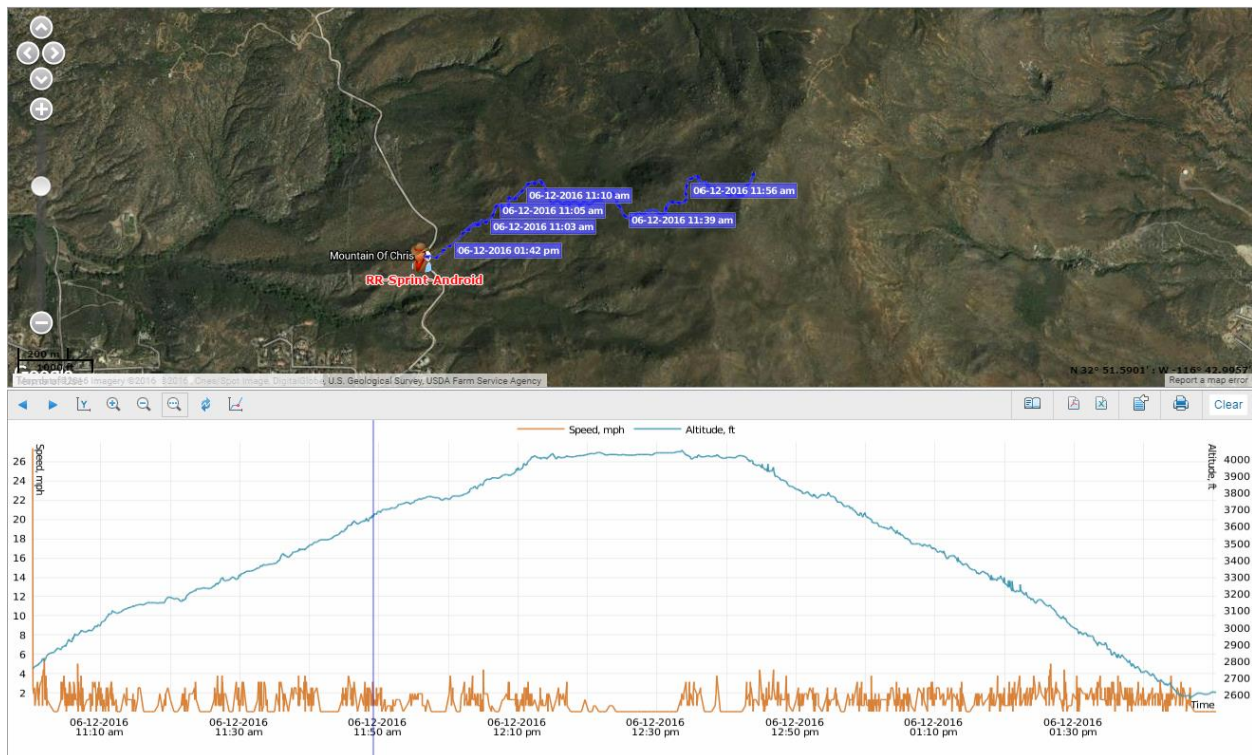 06-12-2016 11:10 am
06-12-2016 11:56 am
06-12-2016 11:05 am
06-12-2016 11:39 am
06-12-2016 11:03 am
06-12-2016 01:42 pm
Mountain Of Chris
RR-Sprint-Android
200 m
1000 ft
Imagery ©2016
U.S. Geological Survey, USDA Farm Service Agency
N 32° 51.5901' : W -116° 42.9957'
Report a map error
Y
Clear
Speed, mph
Altitude, ft
Speed, mph
Altitude, ft
26
24
22
20
18
16
14
12
10
8
6
4
2
4000
3900
3800
3700
3600
3500
3400
3300
3200
3100
3000
2900
2800
2700
2600
Time
06-12-2016
11:10 am
06-12-2016
11:30 am
06-12-2016
11:50 am
06-12-2016
12:10 pm
06-12-2016
12:30 pm
06-12-2016
12:50 pm
06-12-2016
01:10 pm
06-12-2016
01:30 pm